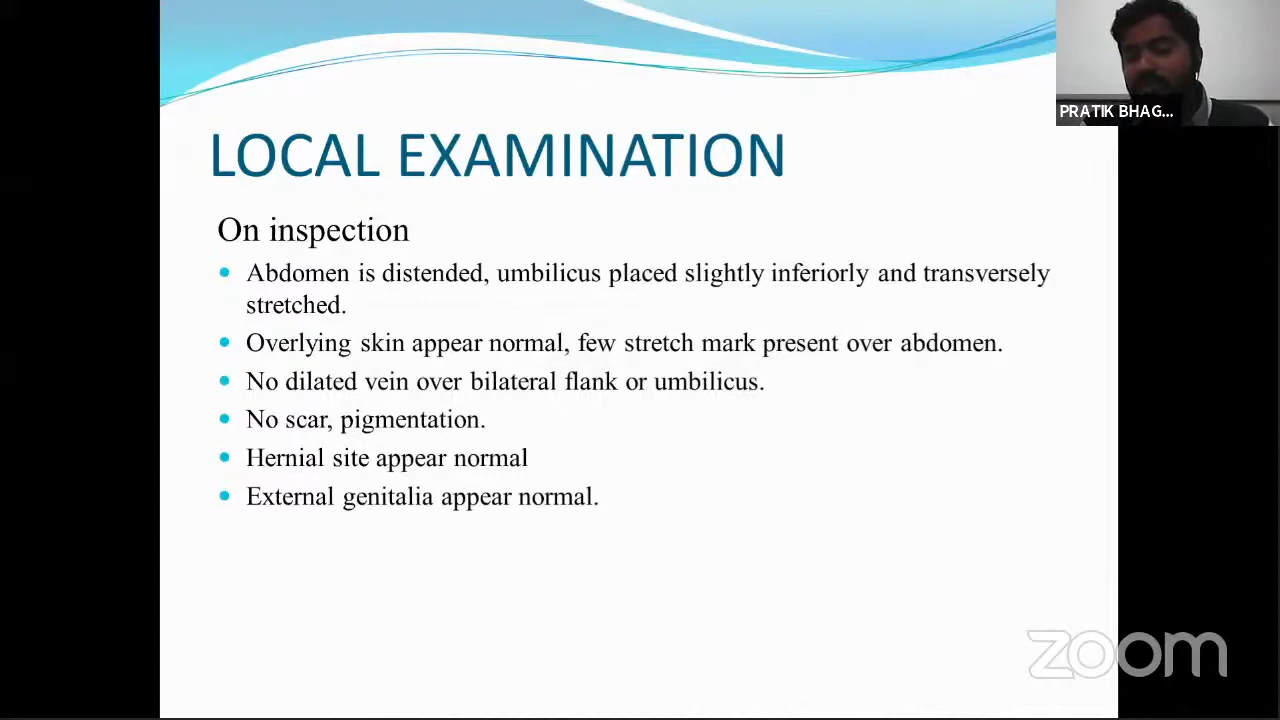 PRATIK BHAG...
LOCAL EXAMINATION
On inspection
Abdomen is distended, umbilicus placed slightly inferiorly and transversely
stretched.
Overlying skin appear normal, few stretch mark present over abdomen.
No dilated vein over bilateral flank or umbilicus.
No scar, pigmentation.
Hernial site appear normal
External genitalia appear normal.
zoom